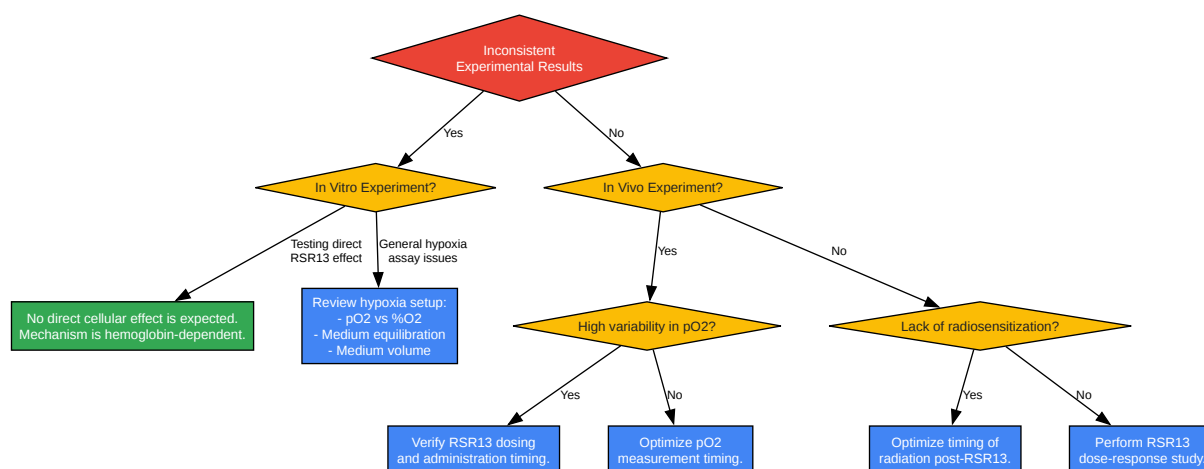 Inconsistent
Experimental Results
Yes
No
In Vitro Experiment?
In Vivo Experiment?
Testing direct
RSR13 effect
General hypoxia
assay issues
Yes
No
No direct cellular effect is expected.
Mechanism is hemoglobin-dependent.
Review hypoxia setup:
- pO2 vs %O2
- Medium equilibration
- Medium volume
High variability in pO2?
Lack of radiosensitization?
Yes
No
Yes
No
Verify RSR13 dosing
and administration timing.
Optimize pO2
measurement timing.
Optimize timing of
radiation post-RSR13.
Perform RSR13
dose-response study.